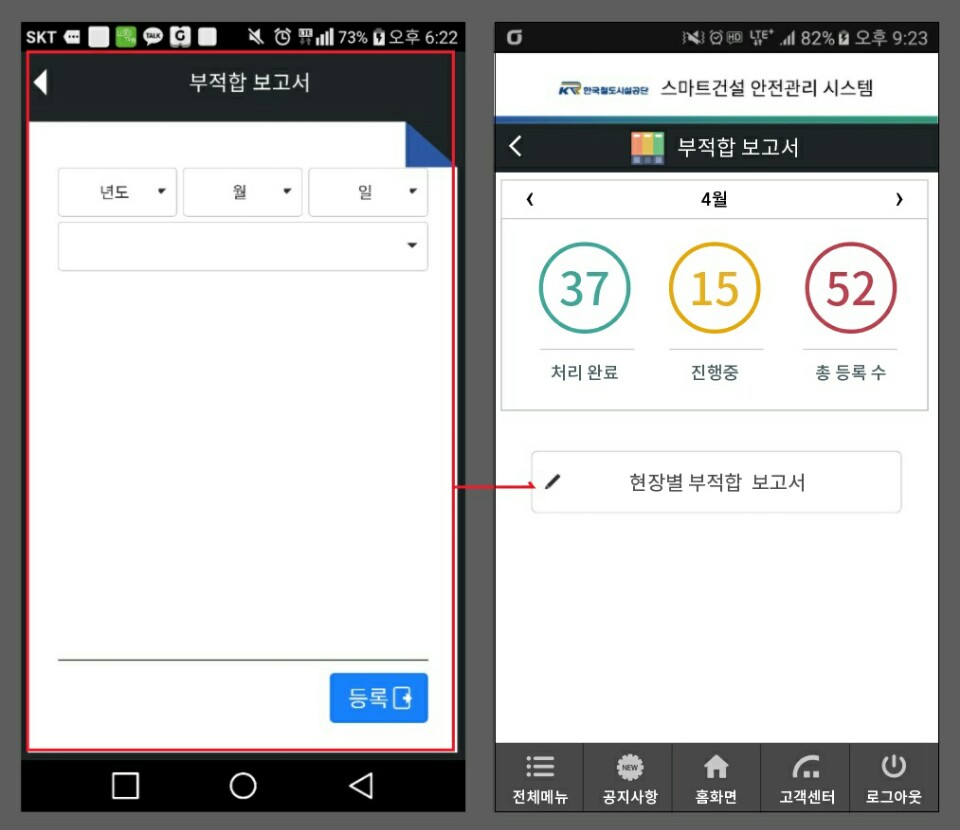 SKT 73% 오후 6:22
부적합 보고서
년도 월 일
등록
82% 오후 9:23
KR 한국철도시설공단 스마트건설 안전관리 시스템
부적합 보고서
4월
37 15 52
처리 완료 진행중 총 등록 수
현장별 부적합 보고서
NEW
전체메뉴 공지사항 홈화면 고객센터 로그아웃